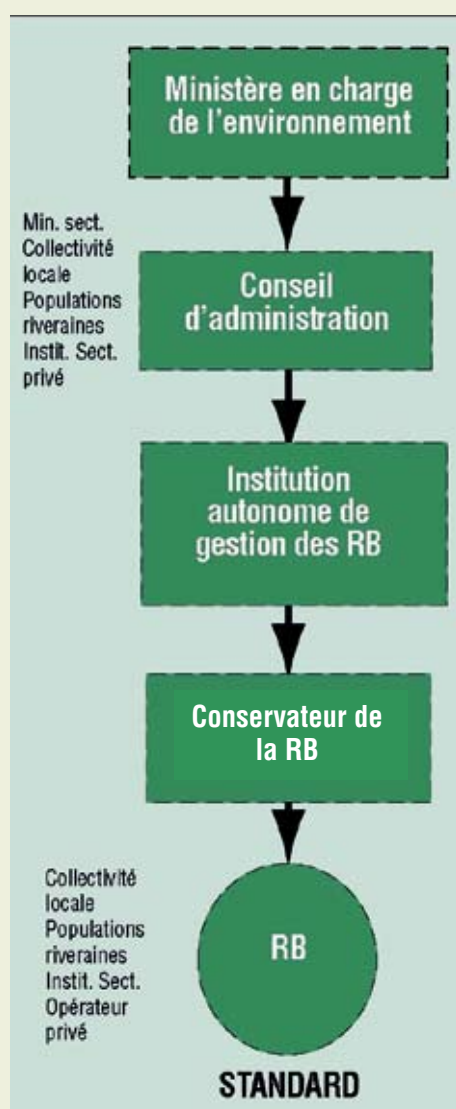 Ministère en charge
de l'environnement
Min. sect.
Collectivité
locale
Populations
riveraines
Instit. Sect.
privé
Conseil
d'administration
Institution
autonome de
gestion des RB
Conservateur de
la RB
Collectivité
locale
Populations
riveraines
Instit. Sect.
Opérateur
privé
RB
STANDARD